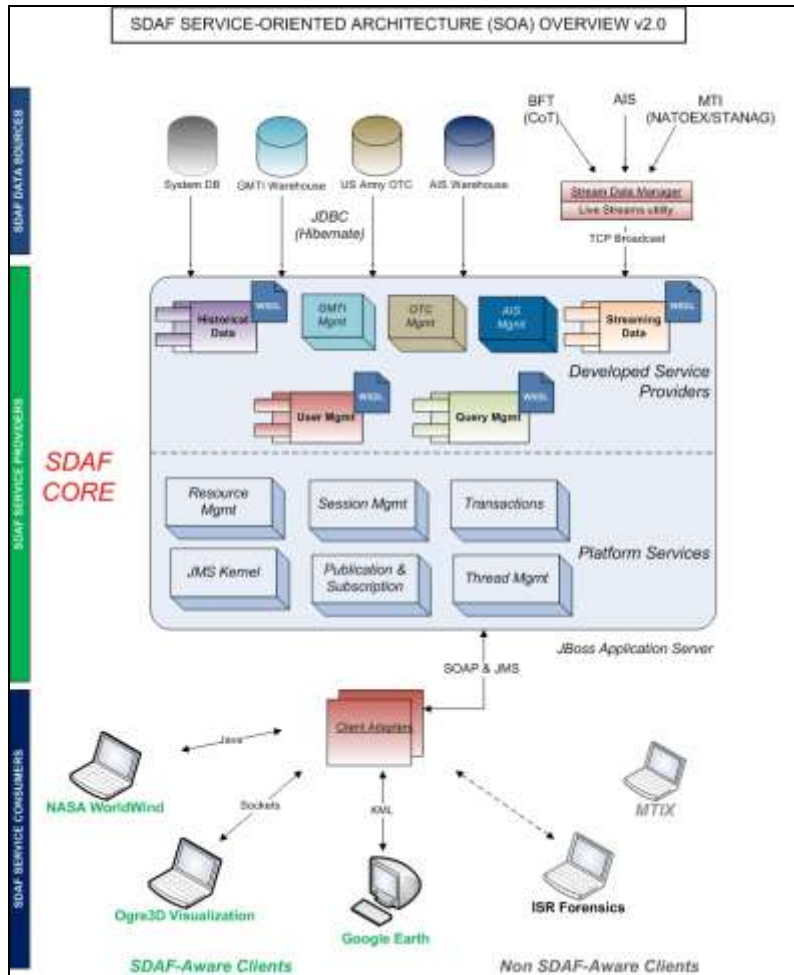 SDAF SERVICE-ORIENTED ARCHITECTURE (SOA) OVERVIEW v2.0
SDAF DATA SOURCES
BFT
(CoT)
AIS
MTI
(NATOEX/STANAG)
System DB
GMTI Warehouse
US Army OTC
AIS Warehouse
Stream Data Manager
Live Streams utility
JDBC
(Hibernate)
TCP Broadcast
SDAF SERVICE PROVIDERS
SDAF
CORE
Historical
Data
WSDL
GMTI
Mgmt
OTC
Mgmt
AIS
Mgmt
Streaming
Data
WSDL
Developed Service
Providers
User Mgmt
WSDL
Query Mgmt
WSDL
Resource
Mgmt
Session Mgmt
Transactions
Platform Services
JMS Kernel
Publication &
Subscription
Thread Mgmt
JBoss Application Server
SOAP & JMS
SDAF SERVICE CONSUMERS
Client Adapters
Java
NASA WorldWind
Sockets
KML
MTIX
Ogre3D Visualization
Google Earth
ISR Forensics
SDAF-Aware Clients
Non SDAF-Aware Clients